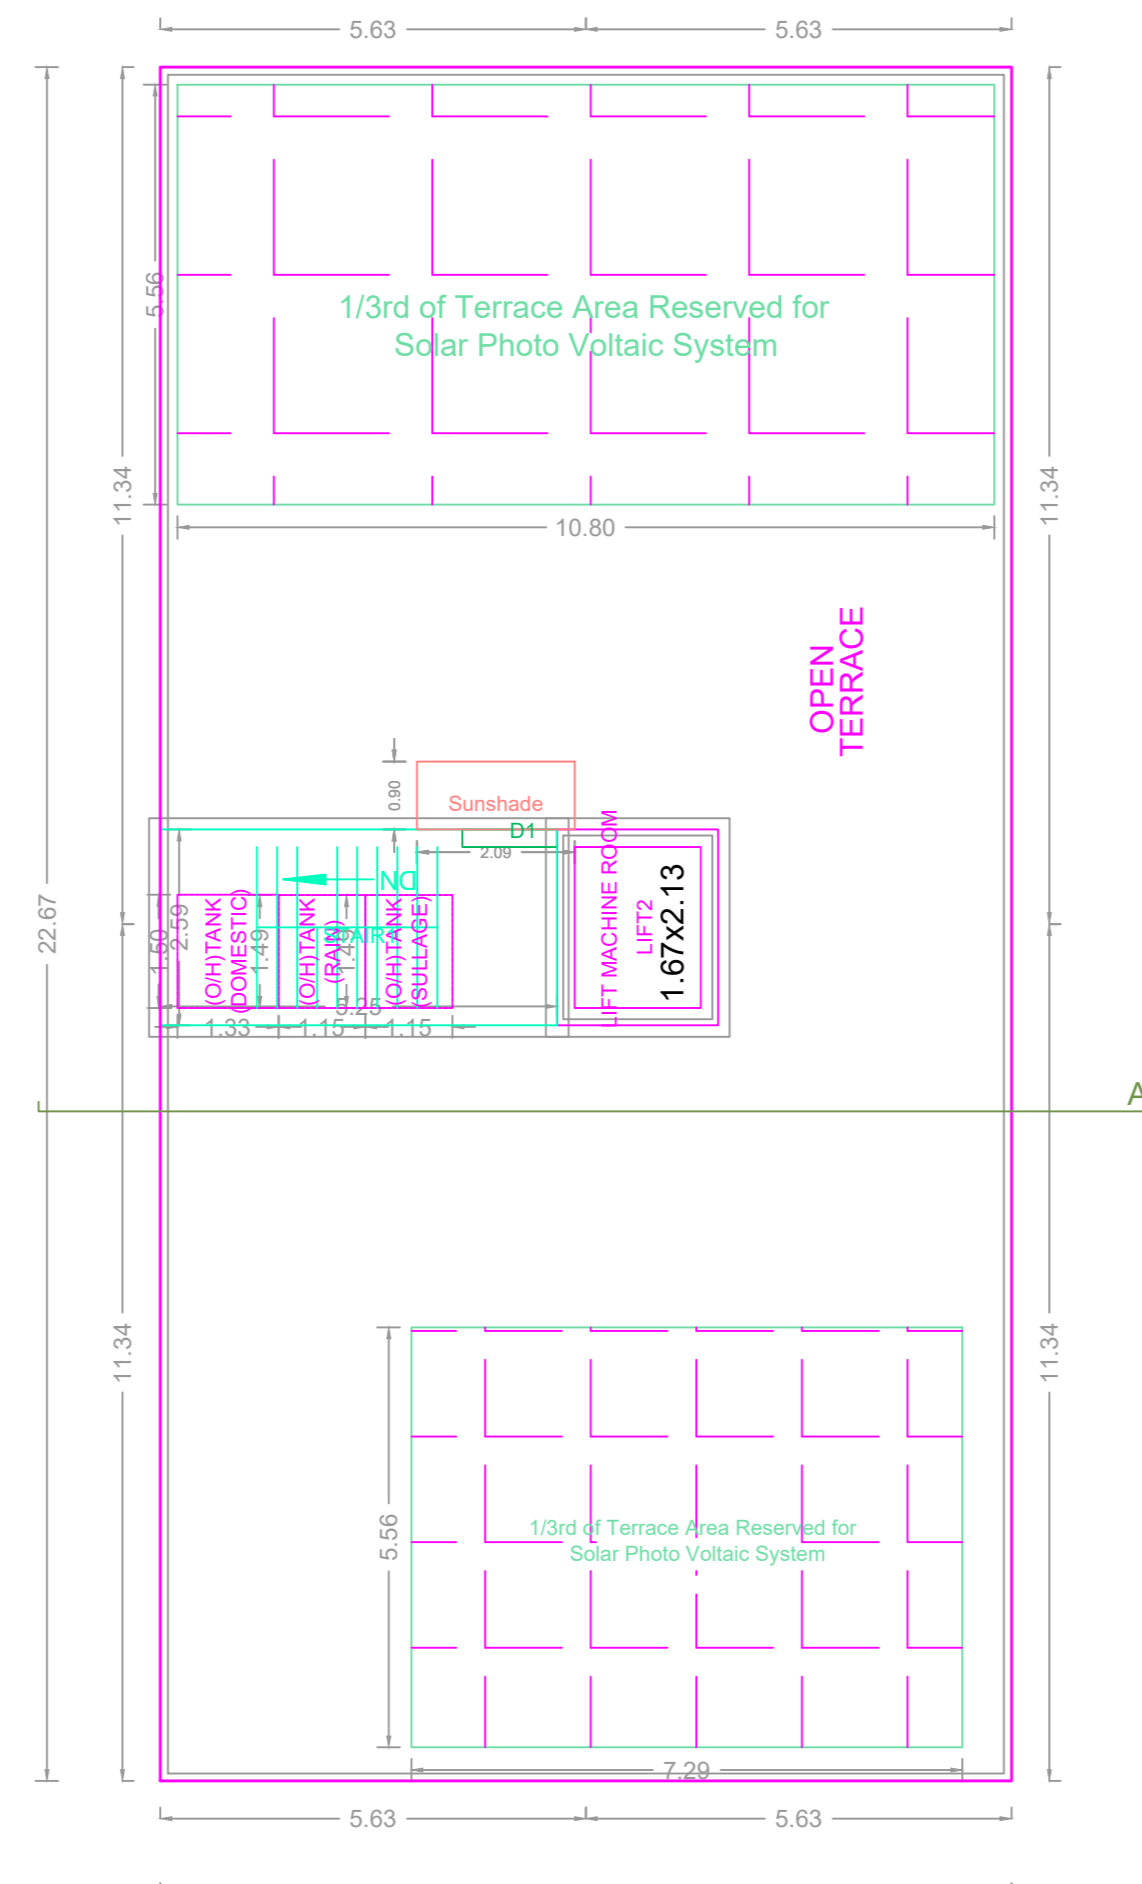 5.63
5.63
5.56
1/3rd of Terrace Area Reserved for
Solar Photo Voltaic System
11.34
11.34
10.80
OPEN
TERRACE
0.90
Sunshade
D1
2.09
DN
22.67
1.50
2.59
(O/H)TANK
(DOMESTIC)
1.49
(O/H)TANK
(RAIN)
1.49
(O/H)TANK
(SULLAGE)
LIFT MACHINE ROOM
LIFT2
1.67x2.13
5.25
1.33
1.15
1.15
A
11.34
11.34
5.56
1/3rd of Terrace Area Reserved for
Solar Photo Voltaic System
7.29
5.63
5.63